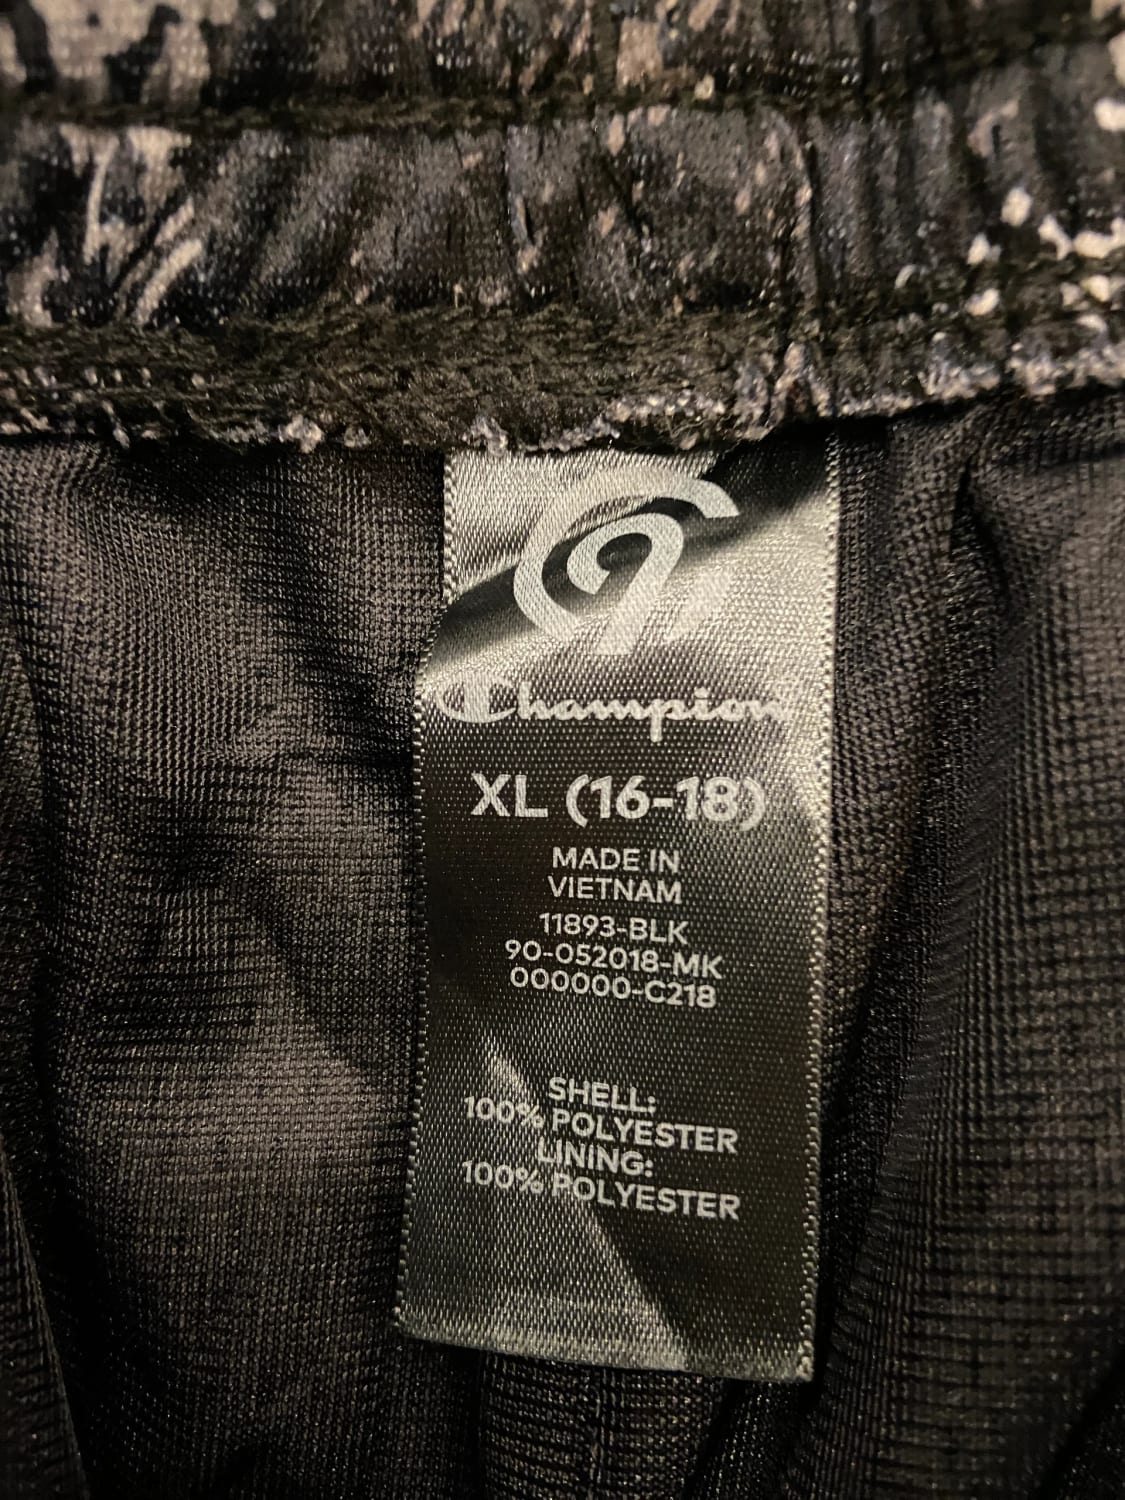 C9
Champion
XL (16-18)
MADE IN
VIETNAM
11893-BLK
90-052018-MK
000000-C218
SHELL:
100% POLYESTER
LINING:
100% POLYESTER